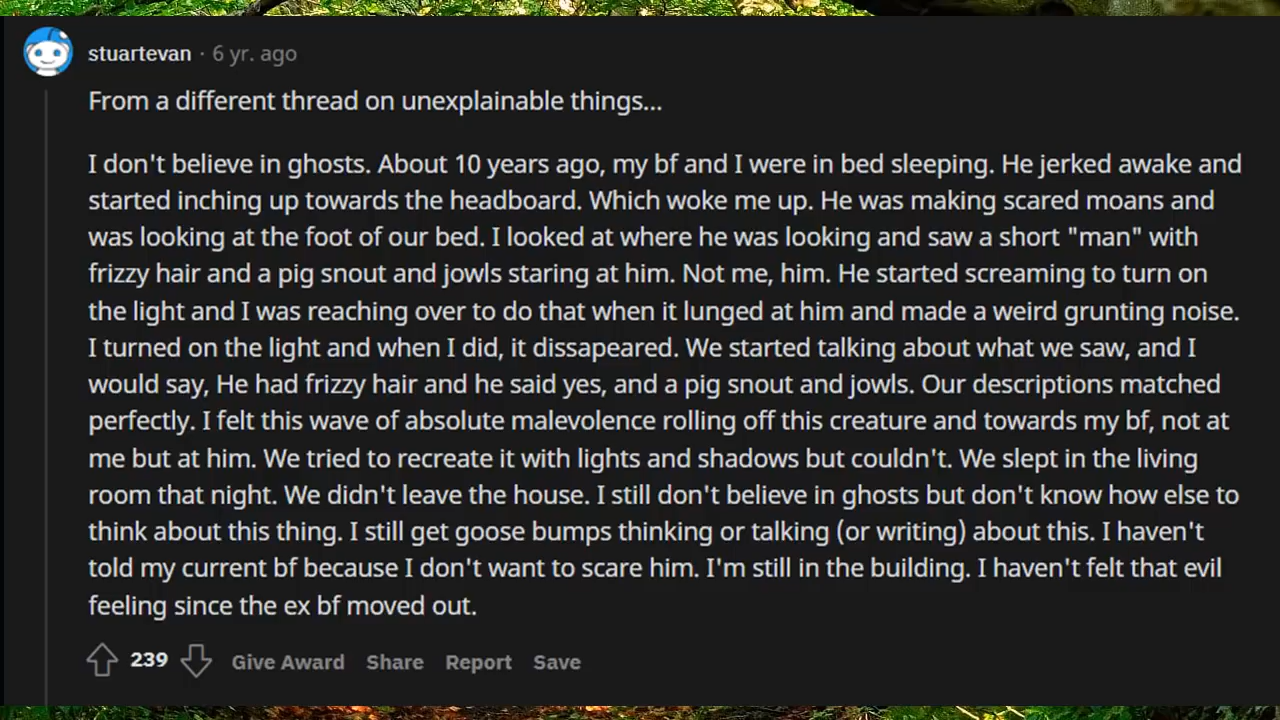 stuartevan · 6 yr. ago
From a different thread on unexplainable things...
I don't believe in ghosts. About 10 years ago, my bf and I were in bed sleeping. He jerked awake and
started inching up towards the headboard. Which woke me up. He was making scared moans and
was looking at the foot of our bed. I looked at where he was looking and saw a short "man" with
frizzy hair and a pig snout and jowls staring at him. Not me, him. He started screaming to turn on
the light and I was reaching over to do that when it lunged at him and made a weird grunting noise.
I turned on the light and when I did, it dissapeared. We started talking about what we saw, and I
would say, He had frizzy hair and he said yes, and a pig snout and jowls. Our descriptions matched
perfectly. I felt this wave of absolute malevolence rolling off this creature and towards my bf, not at
me but at him. We tried to recreate it with lights and shadows but couldn't. We slept in the living
room that night. We didn't leave the house. I still don't believe in ghosts but don't know how else to
think about this thing. I still get goose bumps thinking or talking (or writing) about this. I haven't
told my current bf because I don't want to scare him. I'm still in the building. I haven't felt that evil
feeling since the ex bf moved out.
239 Give Award Share Report Save